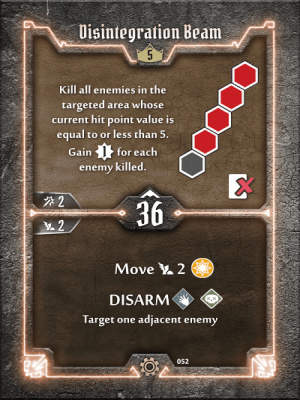 Disintegration Beam
5
Kill all enemies in the
targeted area whose
current hit point value is
equal to or less than 5.
Gain 1 for each
enemy killed.
2
36
2
Move 2
DISARM
Target one adjacent enemy
052